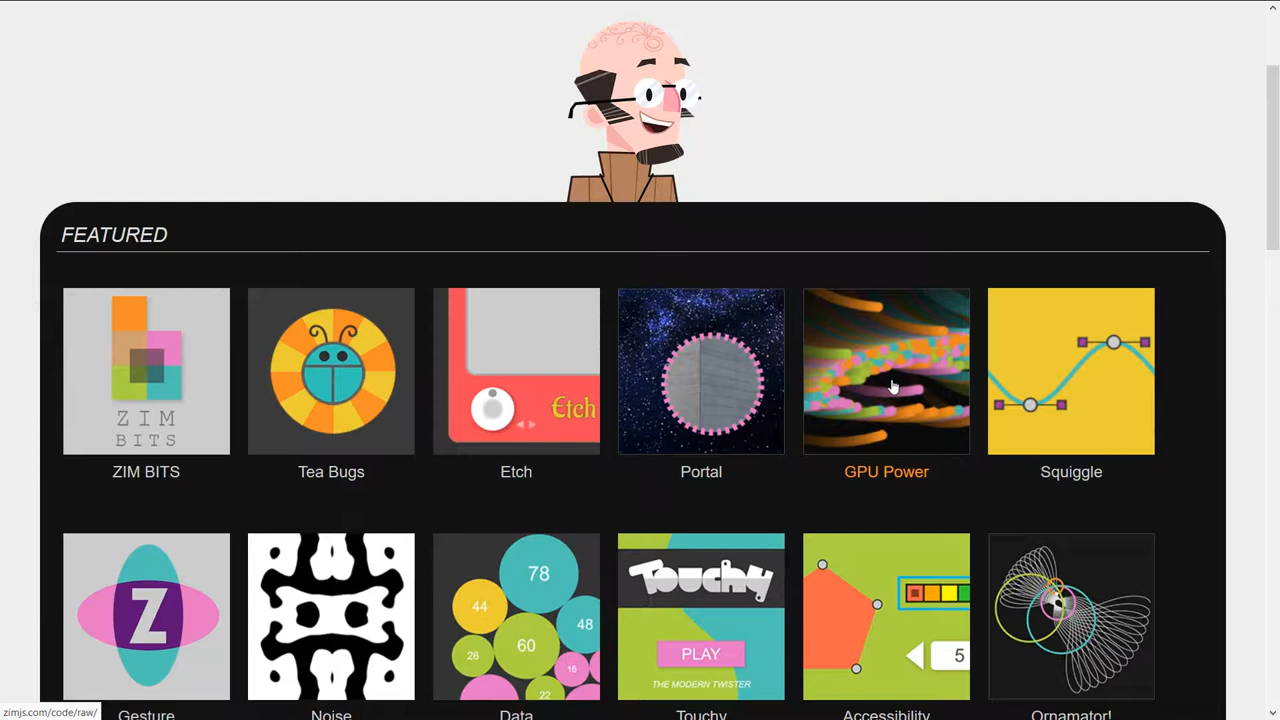 FEATURED
ZIM
BITS
Etch
ZIM BITS
Tea Bugs
Etch
Portal
GPU Power
Squiggle
Z
78
44
48
60
26
16
22
Touchy
PLAY
THE MODERN TWISTER
5
zimjs.com/code/raw/
Gesture
Noise
Data
Touchy
Accessibility
Ornamator!